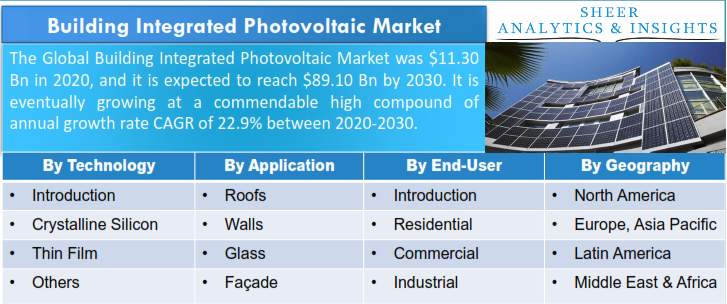 Building Integrated Photovoltaic Market
SHEER
ANALYTICS & INSIGHTS
The Global Building Integrated Photovoltaic Market was $11.30
Bn in 2020, and it is expected to reach $89.10 Bn by 2030. It is
eventually growing at a commendable high compound of
annual growth rate CAGR of 22.9% between 2020-2030.
By Technology By Application By End-User By Geography
• Introduction • Roofs • Introduction • North America
• Crystalline Silicon • Walls • Residential • Europe, Asia Pacific
• Thin Film • Glass • Commercial • Latin America
• Others • Façade • Industrial • Middle East & Africa